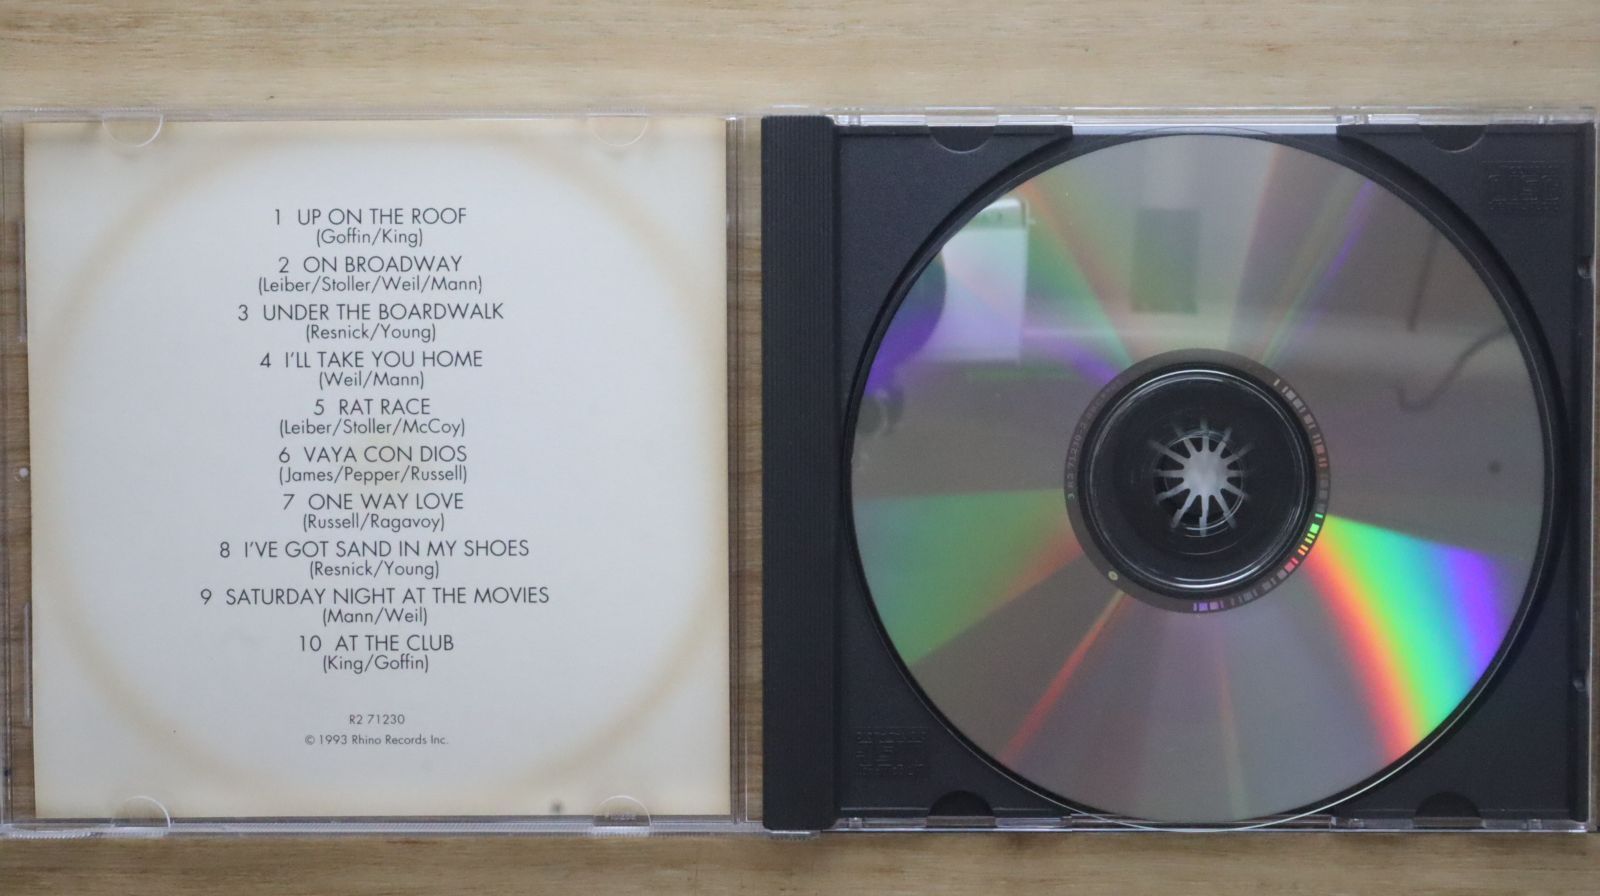 1 UP ON THE ROOF
(Goffin/King)
2 ON BROADWAY
(Leiber/Stoller/Weil/Mann)
3 UNDER THE BOARDWALK
(Resnick/Young)
4 I'LL TAKE YOU HOME
(Weil/Mann)
5 RAT RACE
(Leiber/Stoller/McCoy)
6 VAYA CON DIOS
(James/Pepper/Russell)
7 ONE WAY LOVE
(Russell/Ragavoy)
8 I'VE GOT SAND IN MY SHOES
(Resnick/Young)
9 SATURDAY NIGHT AT THE MOVIES
(Mann/Weil)
10 AT THE CLUB
(King/Goffin)
R2 71230
© 1993 Rhino Records Inc.